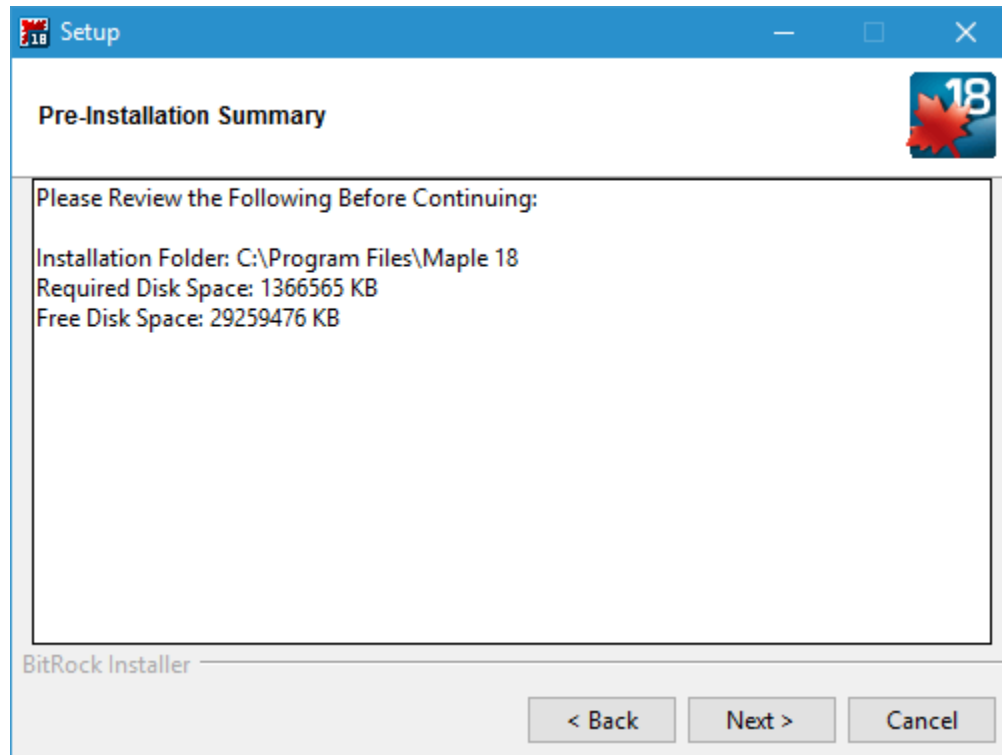 18 Setup
Pre-Installation Summary
18
Please Review the Following Before Continuing:
Installation Folder: C:\Program Files\Maple 18
Required Disk Space: 1366565 KB
Free Disk Space: 29259476 KB
BitRock Installer
< Back Next > Cancel